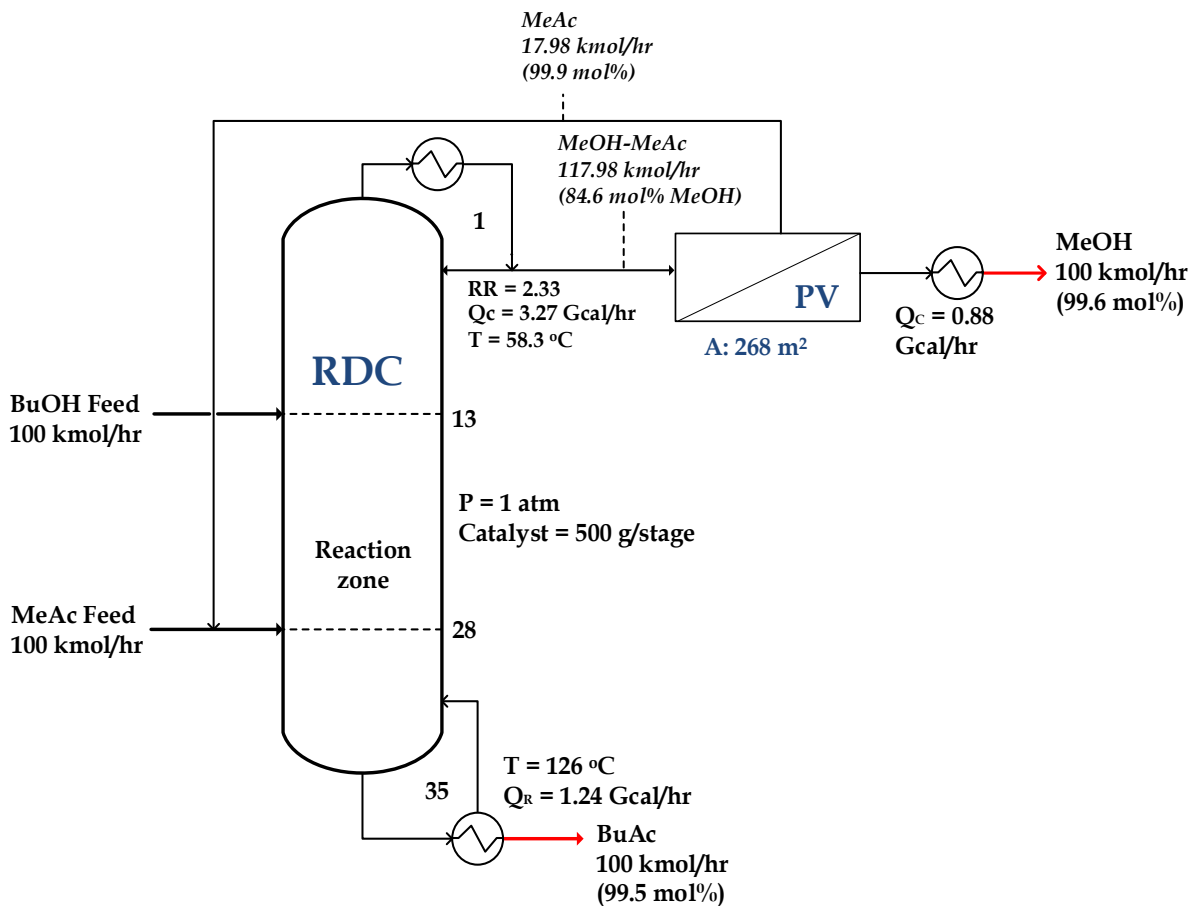 MeAc
17.98 kmol/hr
(99.9 mol%)
MeOH-MeAc
117.98 kmol/hr
(84.6 mol% MeOH)
1
RR = 2.33
Qc = 3.27 Gcal/hr
T = 58.3 ºC
PV
A: 268 m²
MeOH
100 kmol/hr
(99.6 mol%)
Qc = 0.88
Gcal/hr
RDC
BuOH Feed
100 kmol/hr
13
P = 1 atm
Catalyst = 500 g/stage
Reaction
zone
MeAc Feed
100 kmol/hr
28
T = 126 ºC
QR = 1.24 Gcal/hr
35
BuAc
100 kmol/hr
(99.5 mol%)